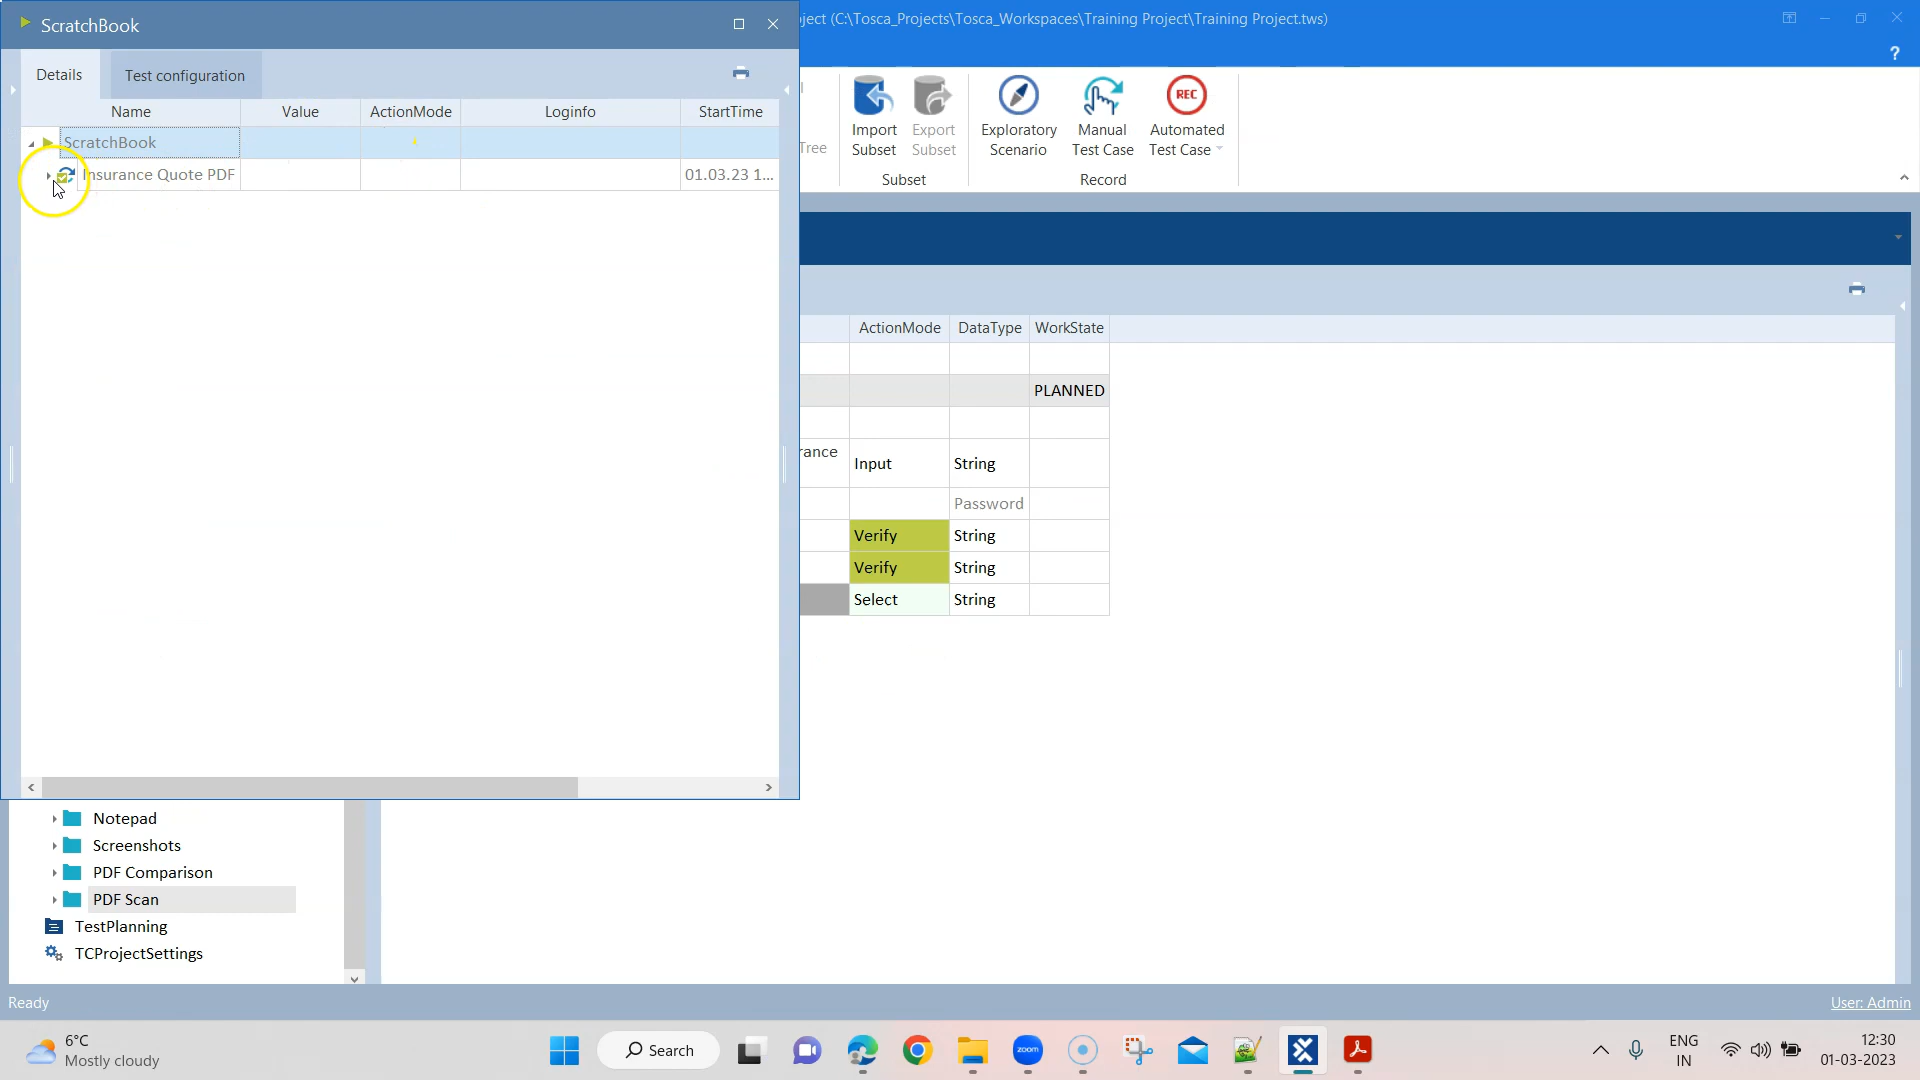 ScratchBook
ject (C:\Tosca_Projects\Tosca_Workspaces\Training Project\Training Project.tws)
?
Details
Test configuration
Name
Value
ActionMode
Loginfo
StartTime
ScratchBook
Insurance Quote PDF
01.03.23 1...
Tree
Import
Subset
Export
Subset
Subset
Exploratory
Scenario
REC
Manual
Test Case
Automated
Test Case
Record
ActionMode
DataType
WorkState
PLANNED
rance
Input
String
Password
Verify
String
Verify
String
Select
String
Notepad
Screenshots
PDF Comparison
PDF Scan
TestPlanning
TCProjectSettings
Ready
User: Admin
6°C
Mostly cloudy
Search
zoom
ENG
IN
12:30
01-03-2023